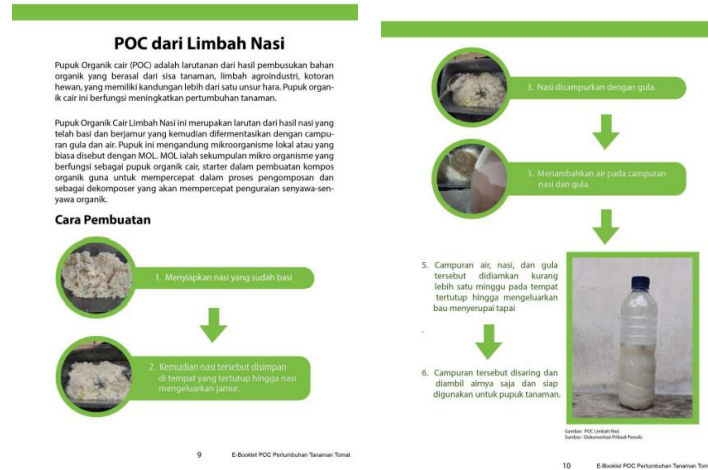 POC dari Limbah Nasi
Pupuk Organik cair (POC) adalah larutanan dari hasil pembusukan bahan
organik yang berasal dari sisa tanaman, limbah agroindustri, kotoran
hewan, yang memiliki kandungan lebih dari satu unsur hara. Pupuk organ-
ik cair ini berfungsi meningkatkan pertumbuhan tanaman.
Pupuk Organik Cair Limbah Nasi ini merupakan larutan dari hasil nasi yang
telah basi dan berjamur yang kemudian difermentasikan dengan campu-
ran gula dan air. Pupuk ini mengandung mikroorganisme lokal atau yang
biasa disebut dengan MOL. MOL ialah sekumpulan mikro organisme yang
berfungsi sebagai pupuk organik cair, starter dalam pembuatan kompos
organik guna untuk mempercepat dalam proses pengomposan dan
sebagai dekomposer yang akan mempercepat penguraian senyawa-sen-
yawa organik.
Cara Pembuatan
1. Menyiapkan nasi yang sudah basi
2. Kemudian nasi tersebut disimpan
di tempat yang tertutup hingga nasi
mengeluarkan jamur.
9
E-Booklet POC Pertumbuhan Tanaman Tomat
3. Nasi dicampurkan dengan gula.
3. Menambahkan air pada campuran
nasi dan gula.
5. Campuran air, nasi, dan gula
tersebut didiamkan kurang
lebih satu minggu pada tempat
tertutup hingga mengeluarkan
bau menyerupai tapai
6. Campuran tersebut disaring dan
diambil airnya saja dan siap
digunakan untuk pupuk tanaman.
Gambar: POC Limbah Nasi
Sumber: Dokumentasi Pribadi Penulis
10
E-Booklet POC Pertumbuhan Tanaman Tom